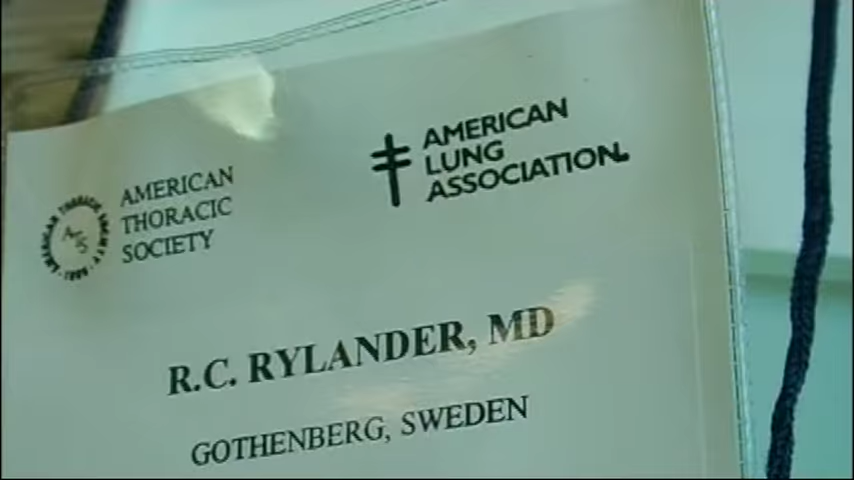 AMERICAN
THORACIC
SOCIETY
AMERICAN
LUNG
ASSOCIATION
R.C. RYLANDER, MD
GOTHENBERG, SWEDEN